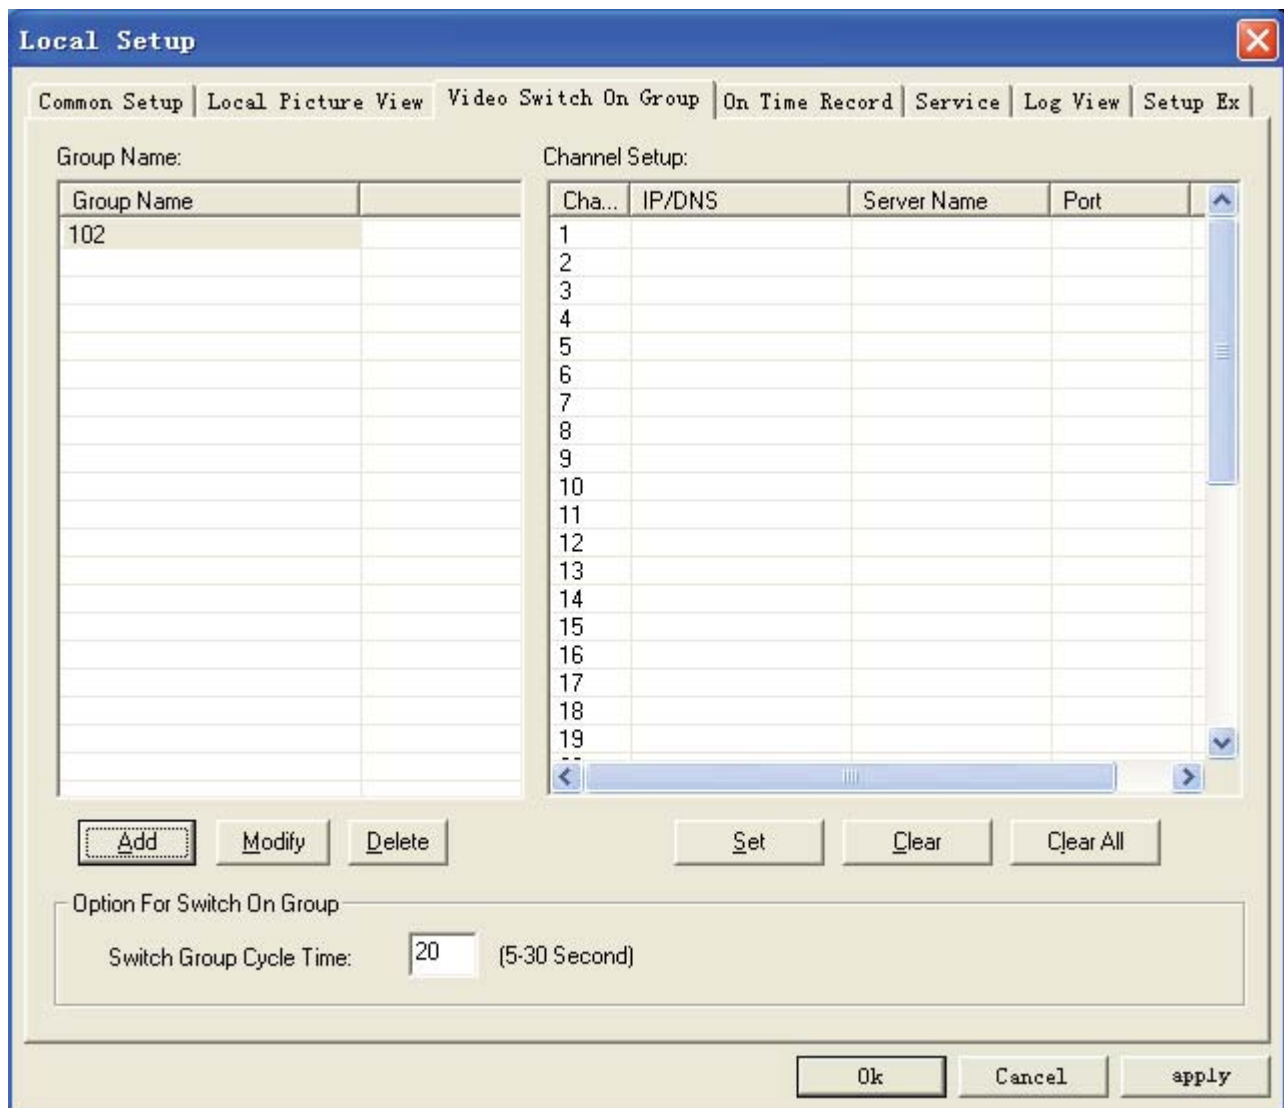 Local Setup
Common Setup Local Picture View Video Switch On Group On Time Record Service Log View Setup Ex
Group Name: Channel Setup:
Group Name Cha... IP/DNS Server Name Port
102 1
2
3
4
5
6
7
8
9
10
11
12
13
14
15
16
17
18
19
Add Modify Delete Set Clear Clear All
Option For Switch On Group
Switch Group Cycle Time: 20 (5-30 Second)
Ok Cancel apply